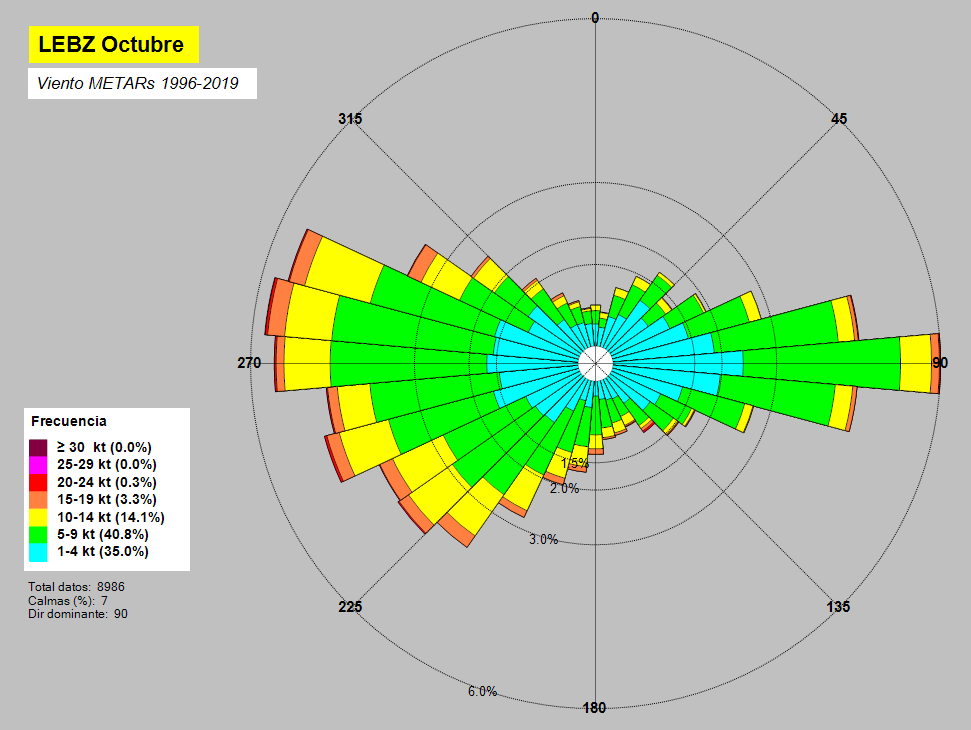 LEBZ Octubre
Viento METARs 1996-2019
0
45
90
135
180
225
270
315
1.5%
2.0%
3.0%
6.0%
Frecuencia
≥ 30 kt (0.0%)
25-29 kt (0.0%)
20-24 kt (0.3%)
15-19 kt (3.3%)
10-14 kt (14.1%)
5-9 kt (40.8%)
1-4 kt (35.0%)
Total datos: 8986
Calmas (%): 7
Dir dominante: 90